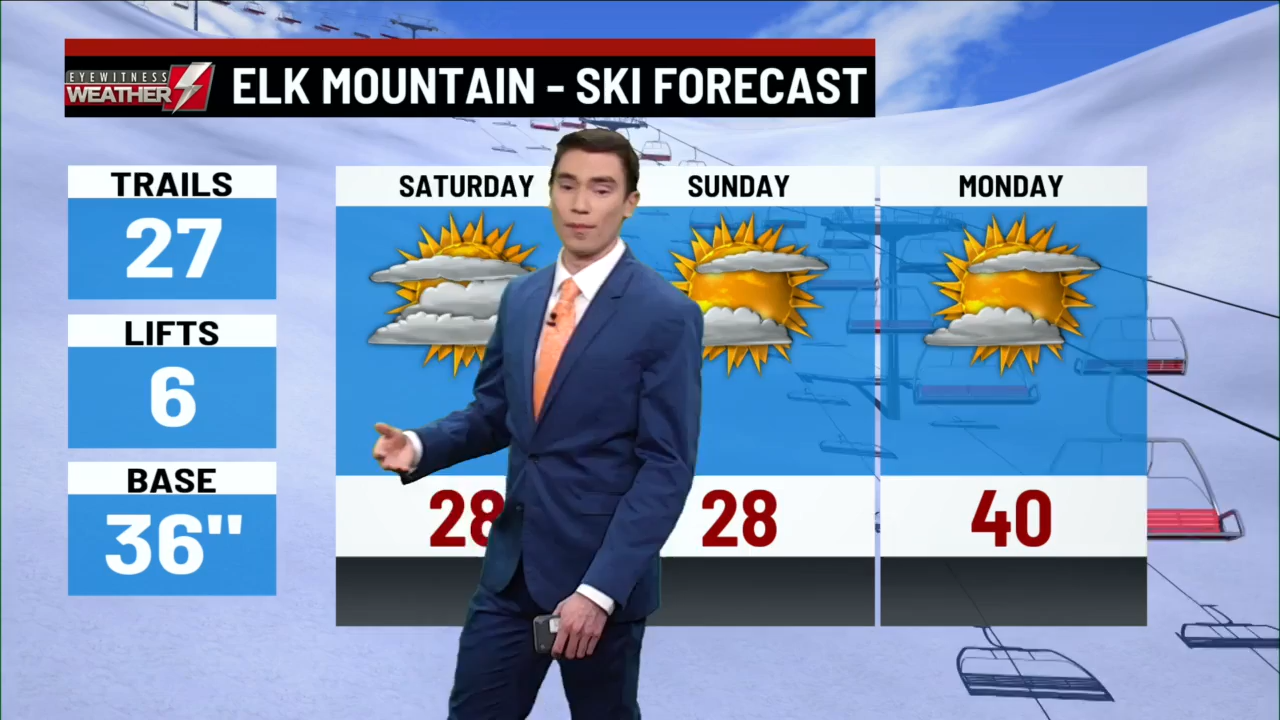 EYEWITNESS
WEATHER
ELK MOUNTAIN - SKI FORECAST
TRAILS
27
LIFTS
6
BASE
36"
SATURDAY
SUNDAY
MONDAY
28
28
40